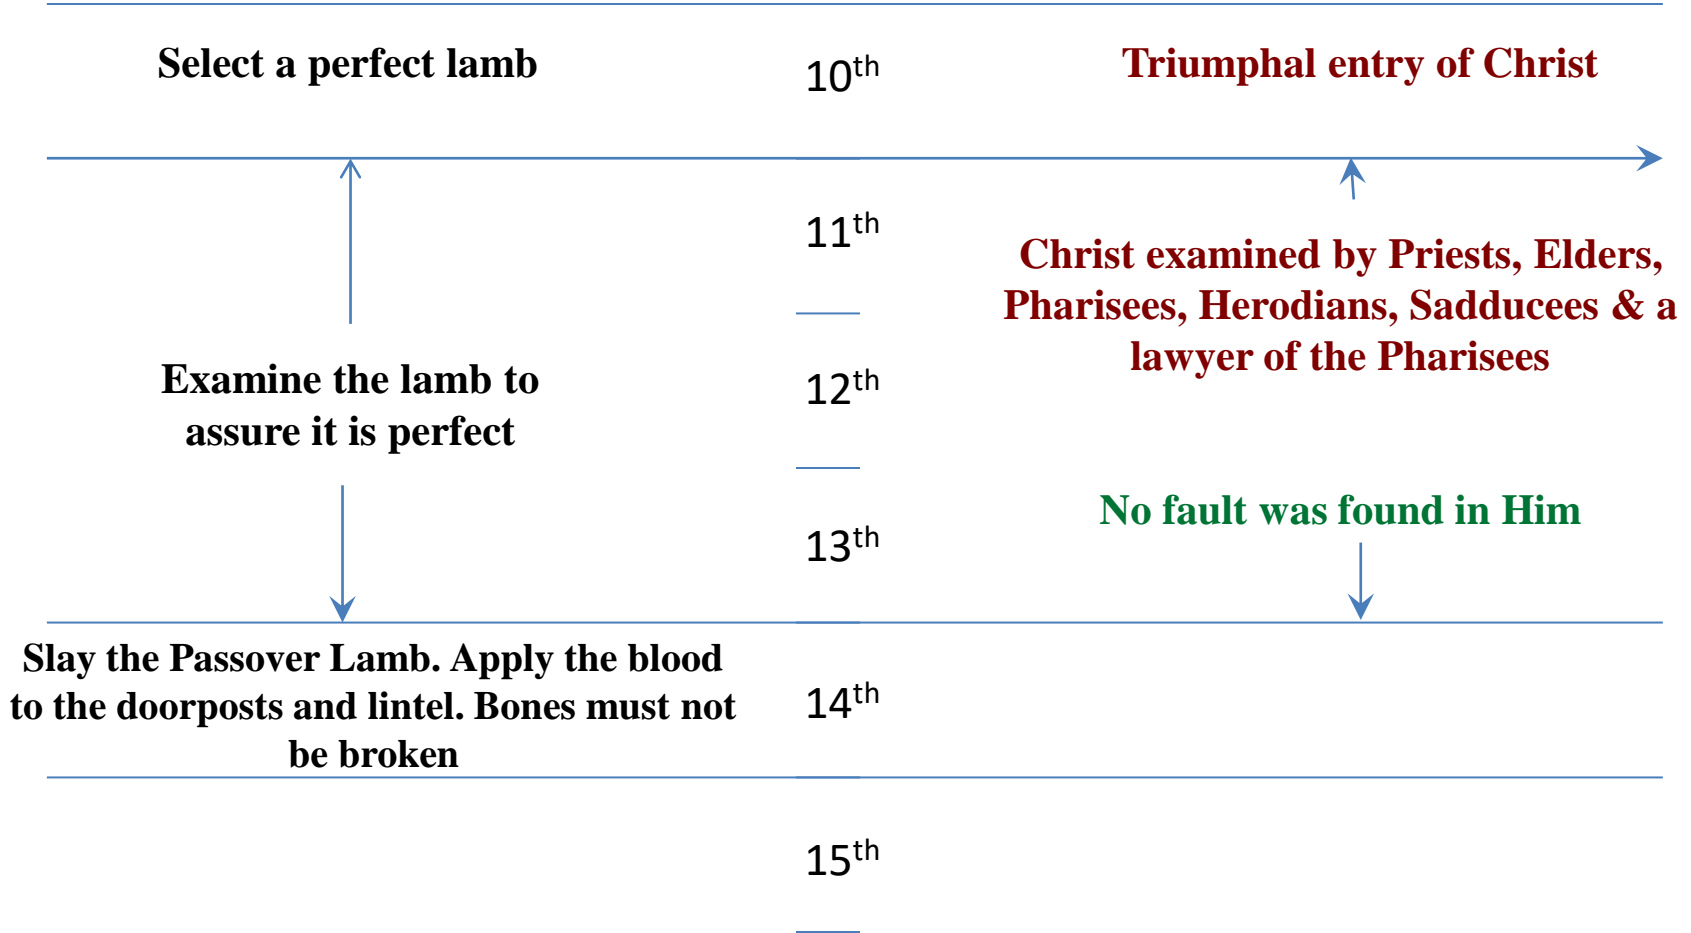 Select a perfect lamb
10th
Triumphal entry of Christ
11th
Christ examined by Priests, Elders,
Pharisees, Herodians, Sadducees & a
lawyer of the Pharisees
Examine the lamb to
assure it is perfect
12th
No fault was found in Him
13th
Slay the Passover Lamb. Apply the blood
to the doorposts and lintel. Bones must not
be broken
14th
15th